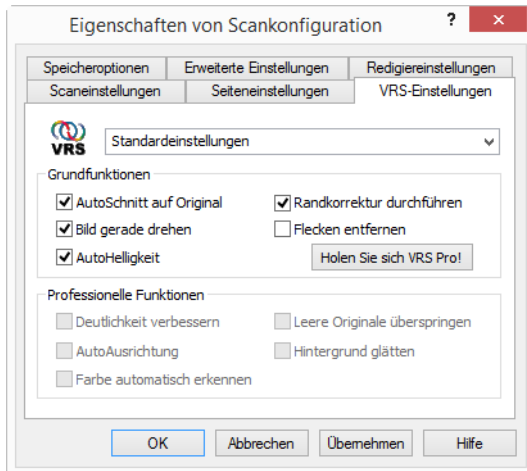 Eigenschaften von Scankonfiguration ? ×
Speicheroptionen Erweiterte Einstellungen Redigiereinstellungen
Scaneinstellungen Seiteneinstellungen VRS-Einstellungen
VRS Standardeinstellungen
Grundfunktionen
AutoSchnitt auf Original Randkorrektur durchführen
Bild gerade drehen Flecken entfernen
AutoHelligkeit Holen Sie sich VRS Pro!
Professionelle Funktionen
Deutlichkeit verbessern Leere Originale überspringen
AutoAusrichtung Hintergrund glätten
Farbe automatisch erkennen
OK Abbrechen Übernehmen Hilfe